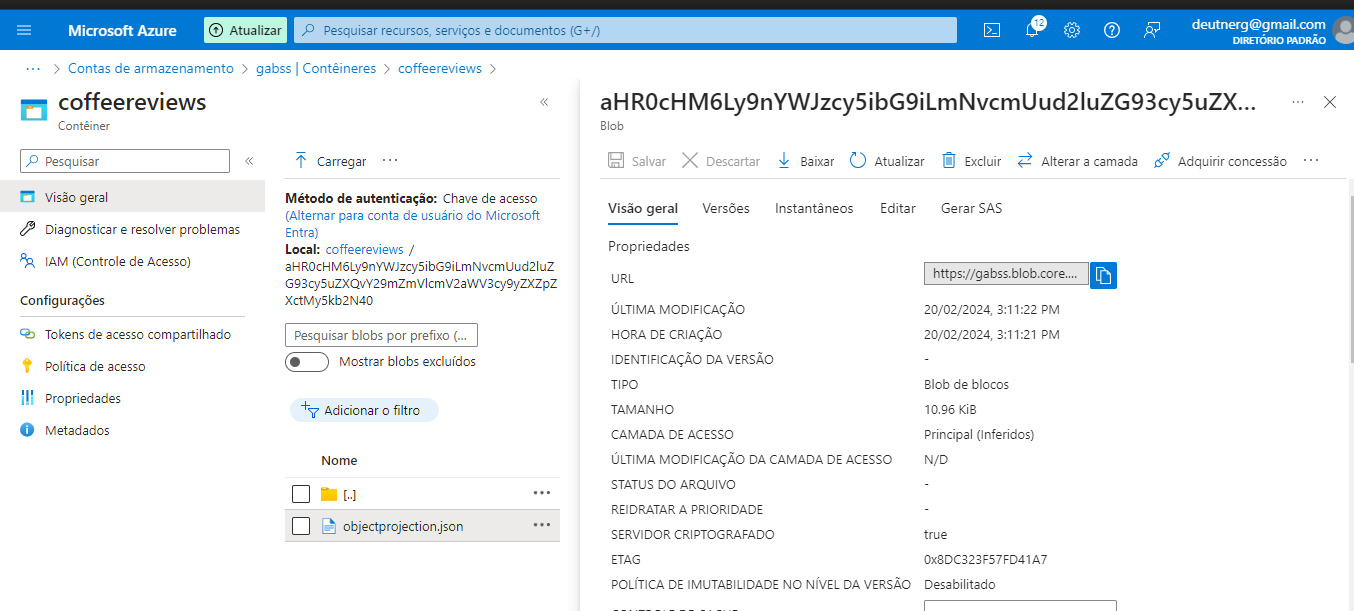 Microsoft Azure
Atualizar
Pesquisar recursos, serviços e documentos (G+/)
12
deutnerg@gmail.com
DIRETÓRIO PADRÃO
... > Contas de armazenamento > gabss | Contêineres > coffeereviews >
coffeereviews
Contêiner
Pesquisar
Visão geral
Diagnosticar e resolver problemas
IAM (Controle de Acesso)
Configurações
Tokens de acesso compartilhado
Política de acesso
Propriedades
Metadados
Carregar ...
Método de autenticação: Chave de acesso
(Alternar para conta de usuário do Microsoft
Entra)
Local: coffeereviews /
aHR0cHM6Ly9nYWJzcy5ibG9iLmNvcmUud2luZ
G93cy5uZXQvY29mZmVlcmV2aWV3cy9yZXZpZ
XctMy5kb2N40
Pesquisar blobs por prefixo (...
Mostrar blobs excluídos
Adicionar o filtro
Nome
[..]
objectprojection.json
aHR0cHM6Ly9nYWJzcy5ibG9iLmNvcmUud2luZG93cy5uZX...
Blob
Salvar Descartar Baixar Atualizar Excluir Alterar a camada Adquirir concessão ...
Visão geral Versões Instantâneos Editar Gerar SAS
Propriedades
URL https://gabss.blob.core....
ÚLTIMA MODIFICAÇÃO 20/02/2024, 3:11:22 PM
HORA DE CRIAÇÃO 20/02/2024, 3:11:21 PM
IDENTIFICAÇÃO DA VERSÃO -
TIPO Blob de blocos
TAMANHO 10.96 KiB
CAMADA DE ACESSO Principal (Inferidos)
ÚLTIMA MODIFICAÇÃO DA CAMADA DE ACESSO N/D
STATUS DO ARQUIVO -
REIDRATAR A PRIORIDADE -
SERVIDOR CRIPTOGRAFADO true
ETAG 0x8DC323F57FD41A7
POLÍTICA DE IMUTABILIDADE NO NÍVEL DA VERSÃO Desabilitado